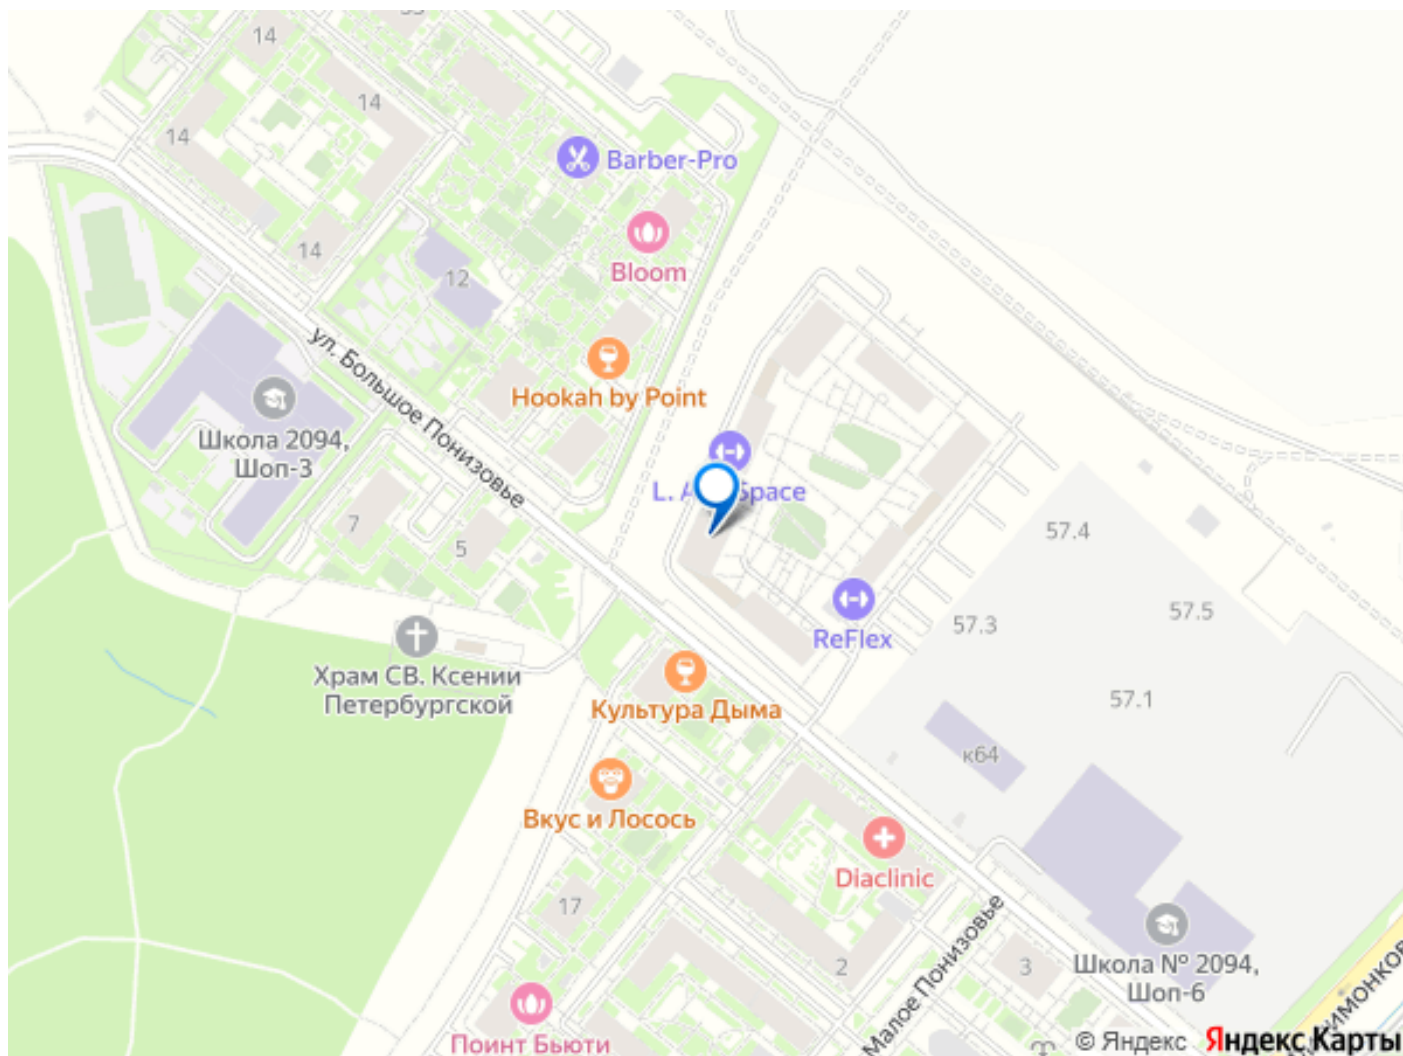 14
14
14
Barber-Pro
14
Bloom
12
ул. Большое Понизовье
Hookah by Point
Школа 2094,
Шоп-3
L. A Space
7
5
57.4
57.5
57.3
ReFlex
Храм СВ. Ксении
Петербургской
57.1
Культура Дыма
к64
Вкус и Лосось
Diaclinic
17
Малое Понизовье
2
3
Школа № 2094,
Шоп-6
Поинт Бьюти
© Яндекс Яндекс Карты